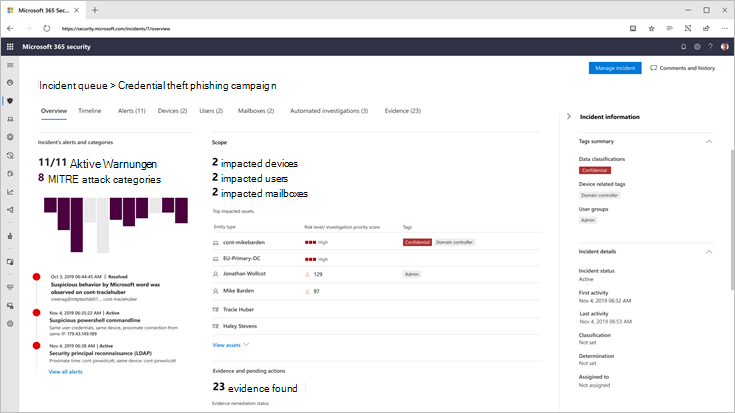 Microsoft 365 Sec...
https://security.microsoft.com/incidents/7/overview
Microsoft 365 security
Manage incident
Comments and history
Incident queue > Credential theft phishing campaign
Overview
Timeline
Alerts (11)
Devices (2)
Users (2)
Mailboxes (2)
Automated investigations (3)
Evidence (23)
Incident's alerts and categories
11/11 Aktive Warnungen
8 MITRE attack categories
Oct 3, 2019 06:44:45 AM | Resolved
Suspicious behavior by Microsoft word was
observed on cont-traciehuber
cont-traciehuber
Nov 4, 2019 06:35:22 AM | Active
Suspicious powershell commandline
Same user credentials, same device, proximate connection from
same IP: 179.43.149.189
Nov 4, 2019 06:39 AM | Active
Security principal reconnaissance (LDAP)
Proximate time: cont-jonwolcott, same device: cont-jonwolcott
View all alerts
Scope
2 impacted devices
2 impacted users
2 impacted mailboxes
Top impacted assets
Entity type
Risk level/ investigation priority score
Tags
cont-mikebarden
High
Confidential
Domain controller
EU-Primary-DC
High
Jonathan Wollcot
129
Admin
Mike Barden
97
Tracie Huber
Haley Stevens
View assets
Evidence and pending actions
23 evidence found
Evidence remediation status
Incident information
Tags summary
Data classifications
Confidential
Device related tags
Domain controller
User groups
Admin
Incident details
Incident status
Active
First activity
Nov 4, 2019 06:32 AM
Last activity
Nov 4, 2019 06:53 AM
Classification
Not set
Determination
Not set
Assigned to
Not assigned